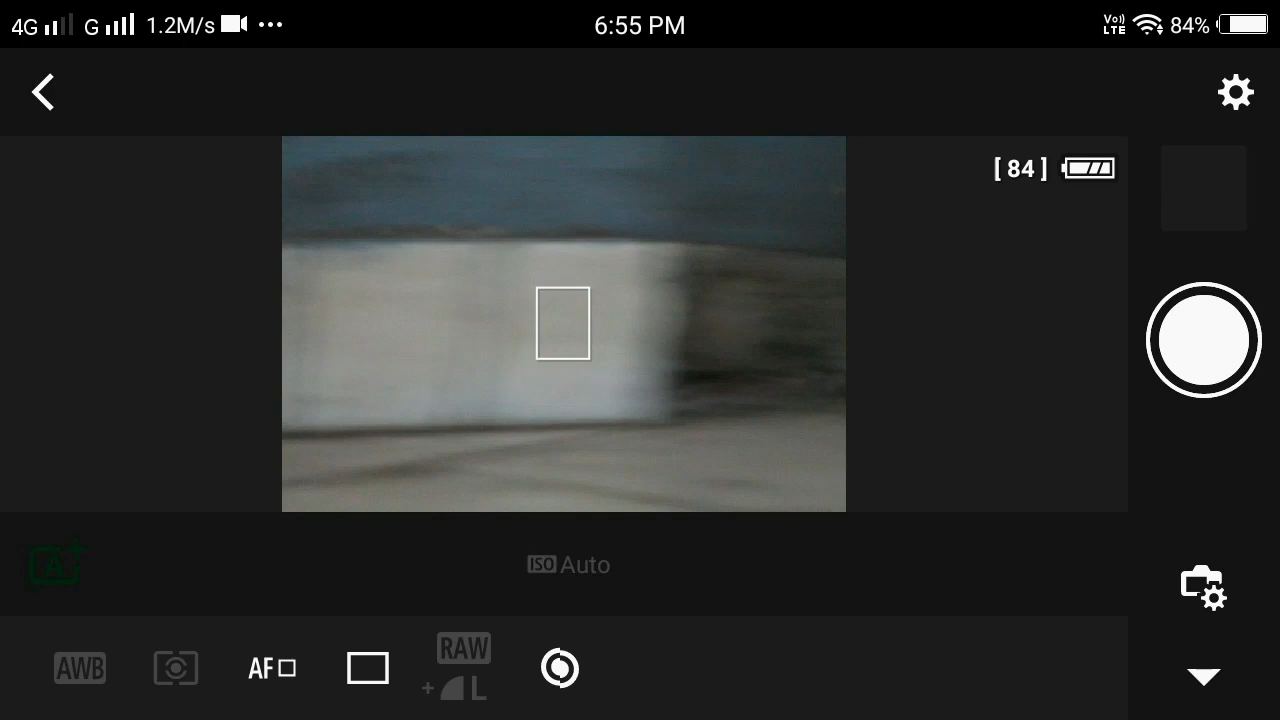 4G G 1.2M/s 6:55 PM Vo)) LTE 84%
[ 84 ]
A+
ISO Auto
AWB AF RAW
+ L